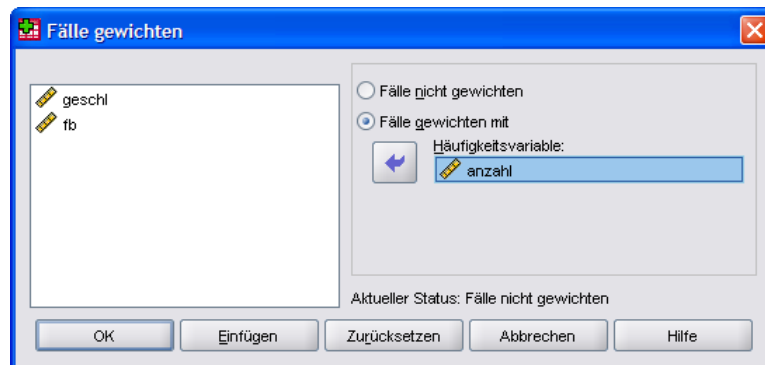 Fälle gewichten
geschl
fb
Fälle nicht gewichten
Fälle gewichten mit
Häufigkeitsvariable:
anzahl
Aktueller Status: Fälle nicht gewichten
OK Einfügen Zurücksetzen Abbrechen Hilfe